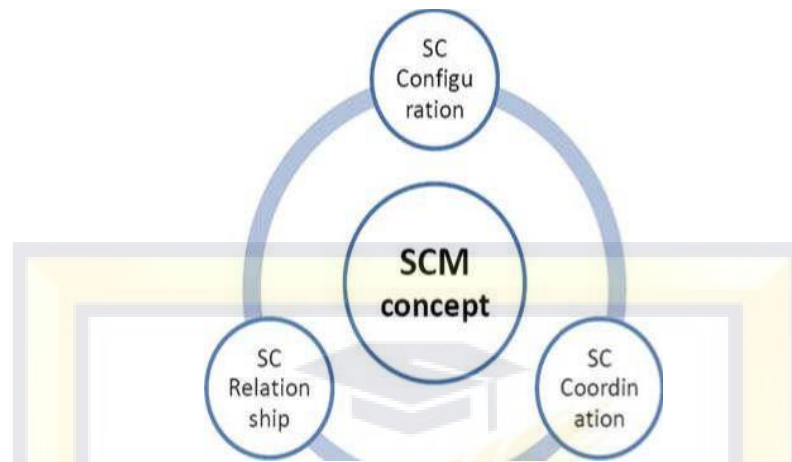 SC
Configu
ration
SCM
concept
SC
Relation
ship
SC
Coordin
ation